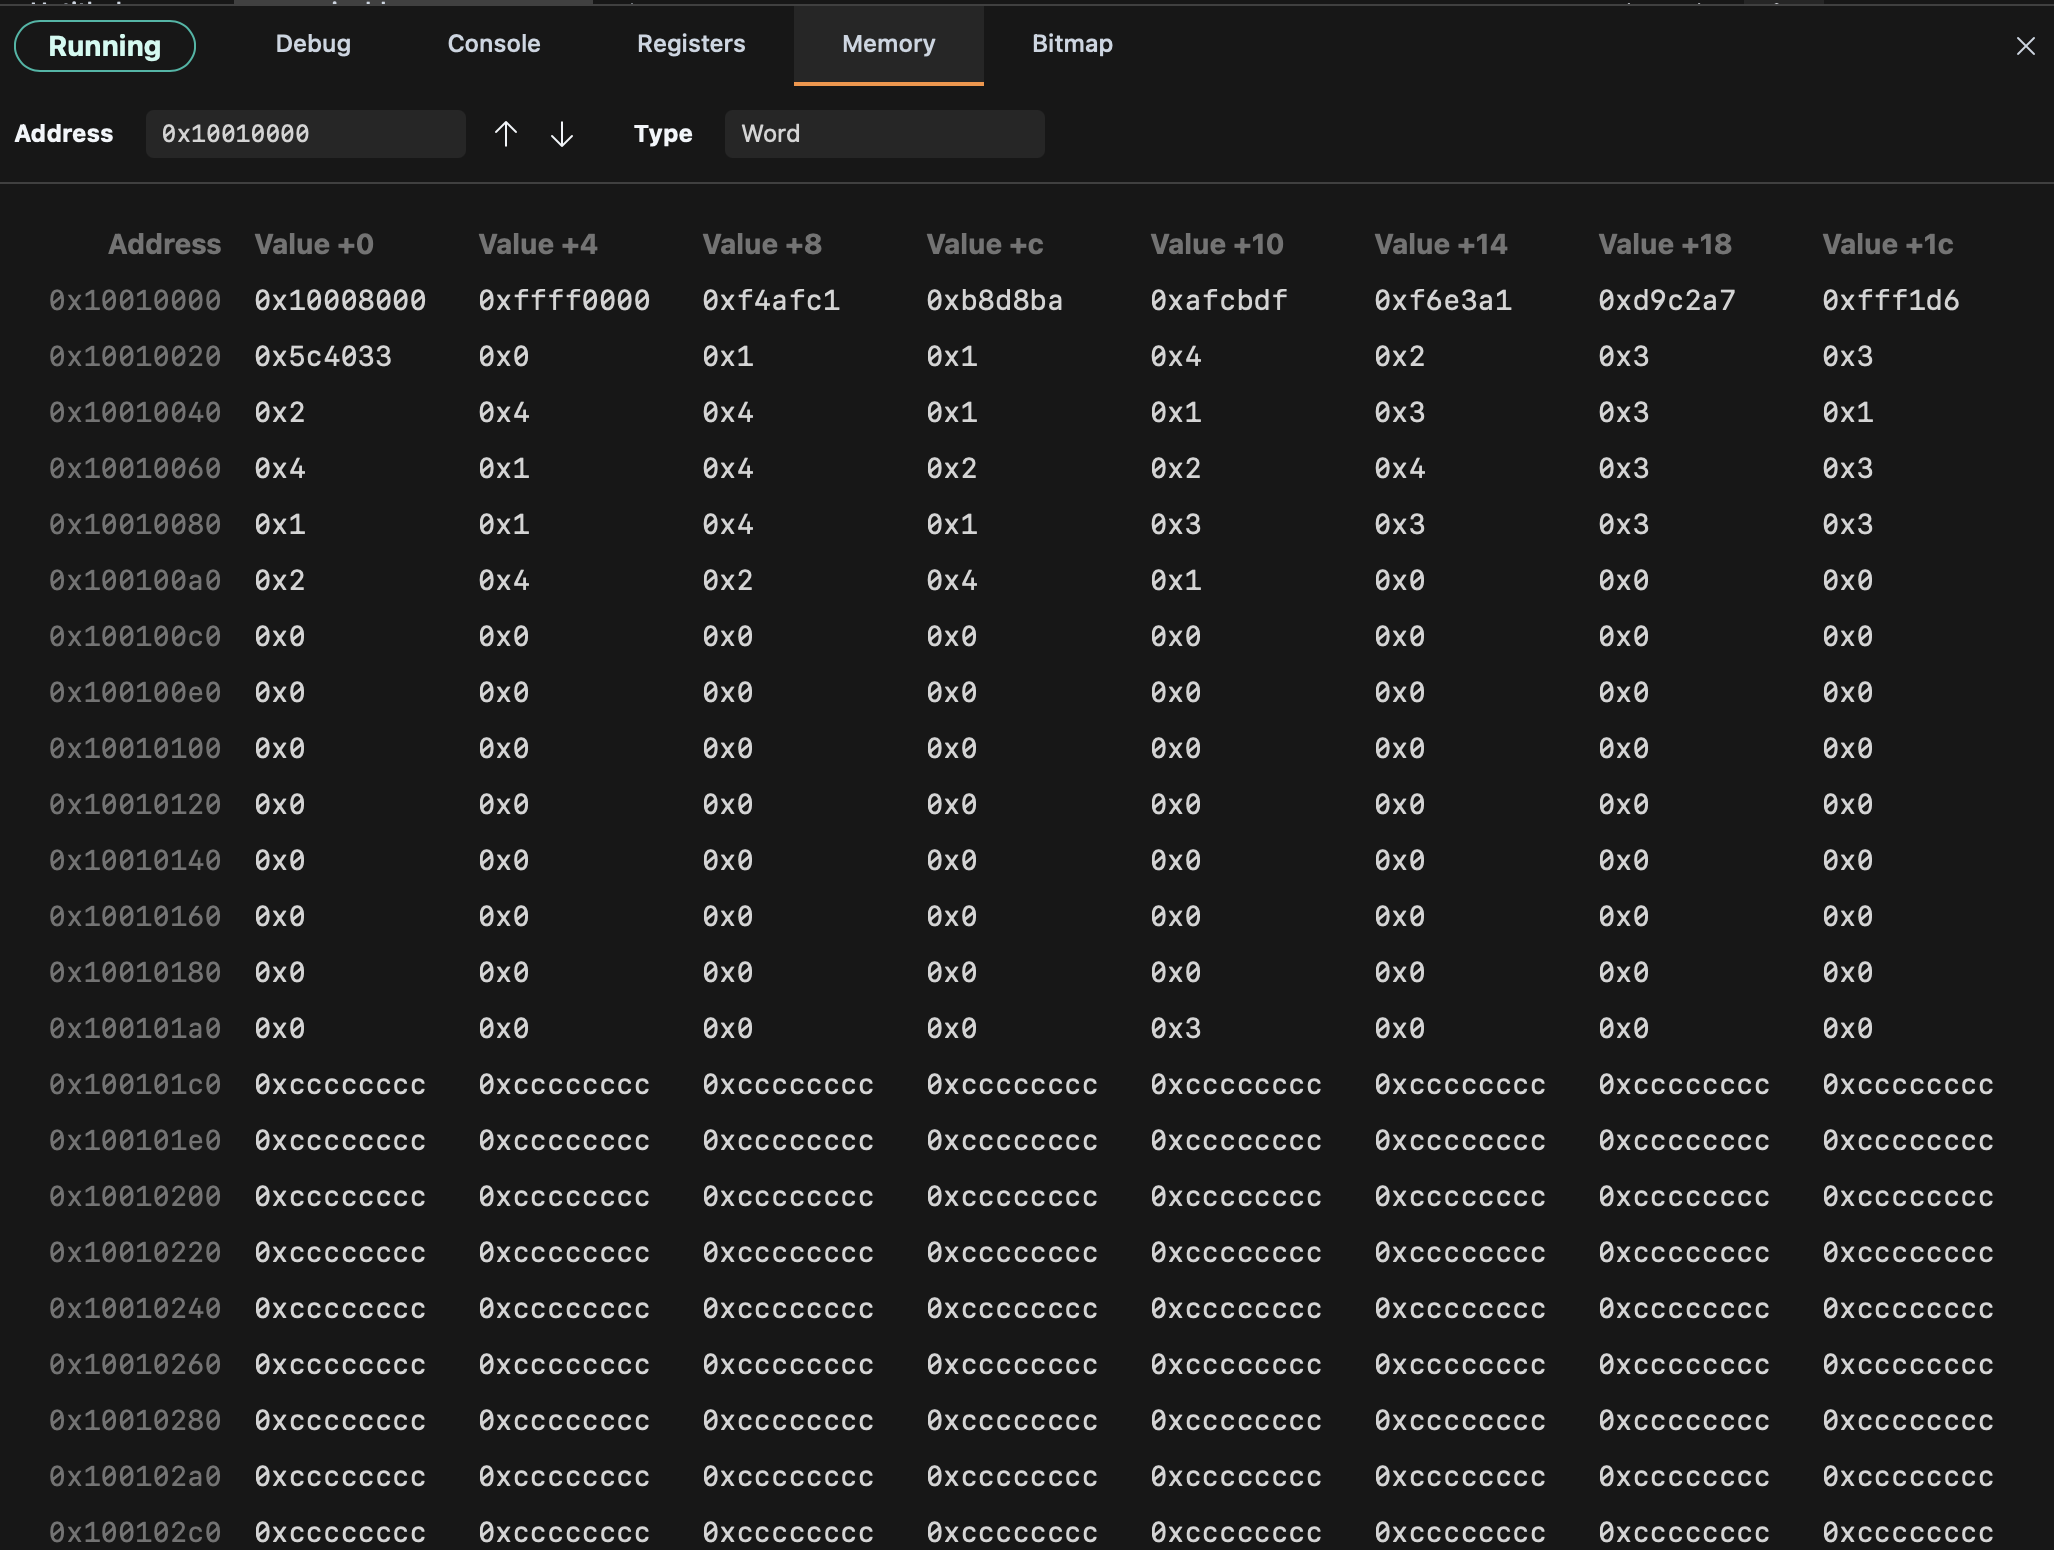 Running Debug Console Registers Memory Bitmap
Address 0x10010000 Type Word
Address Value +0 Value +4 Value +8 Value +c Value +10 Value +14 Value +18 Value +1c
0x10010000 0x10008000 0xffff0000 0xf4afc1 0xb8d8ba 0xafcbdf 0xf6e3a1 0xd9c2a7 0xfff1d6
0x10010020 0x5c4033 0x0 0x1 0x1 0x4 0x2 0x3 0x3
0x10010040 0x2 0x4 0x4 0x1 0x1 0x3 0x3 0x1
0x10010060 0x4 0x1 0x4 0x2 0x2 0x4 0x3 0x3
0x10010080 0x1 0x1 0x4 0x1 0x3 0x3 0x3 0x3
0x100100a0 0x2 0x4 0x2 0x4 0x1 0x0 0x0 0x0
0x100100c0 0x0 0x0 0x0 0x0 0x0 0x0 0x0 0x0
0x100100e0 0x0 0x0 0x0 0x0 0x0 0x0 0x0 0x0
0x10010100 0x0 0x0 0x0 0x0 0x0 0x0 0x0 0x0
0x10010120 0x0 0x0 0x0 0x0 0x0 0x0 0x0 0x0
0x10010140 0x0 0x0 0x0 0x0 0x0 0x0 0x0 0x0
0x10010160 0x0 0x0 0x0 0x0 0x0 0x0 0x0 0x0
0x10010180 0x0 0x0 0x0 0x0 0x0 0x0 0x0 0x0
0x100101a0 0x0 0x0 0x0 0x0 0x3 0x0 0x0 0x0
0x100101c0 0xcccccccc 0xcccccccc 0xcccccccc 0xcccccccc 0xcccccccc 0xcccccccc 0xcccccccc 0xcccccccc
0x100101e0 0xcccccccc 0xcccccccc 0xcccccccc 0xcccccccc 0xcccccccc 0xcccccccc 0xcccccccc 0xcccccccc
0x10010200 0xcccccccc 0xcccccccc 0xcccccccc 0xcccccccc 0xcccccccc 0xcccccccc 0xcccccccc 0xcccccccc
0x10010220 0xcccccccc 0xcccccccc 0xcccccccc 0xcccccccc 0xcccccccc 0xcccccccc 0xcccccccc 0xcccccccc
0x10010240 0xcccccccc 0xcccccccc 0xcccccccc 0xcccccccc 0xcccccccc 0xcccccccc 0xcccccccc 0xcccccccc
0x10010260 0xcccccccc 0xcccccccc 0xcccccccc 0xcccccccc 0xcccccccc 0xcccccccc 0xcccccccc 0xcccccccc
0x10010280 0xcccccccc 0xcccccccc 0xcccccccc 0xcccccccc 0xcccccccc 0xcccccccc 0xcccccccc 0xcccccccc
0x100102a0 0xcccccccc 0xcccccccc 0xcccccccc 0xcccccccc 0xcccccccc 0xcccccccc 0xcccccccc 0xcccccccc
0x100102c0 0xcccccccc 0xcccccccc 0xcccccccc 0xcccccccc 0xcccccccc 0xcccccccc 0xcccccccc 0xcccccccc